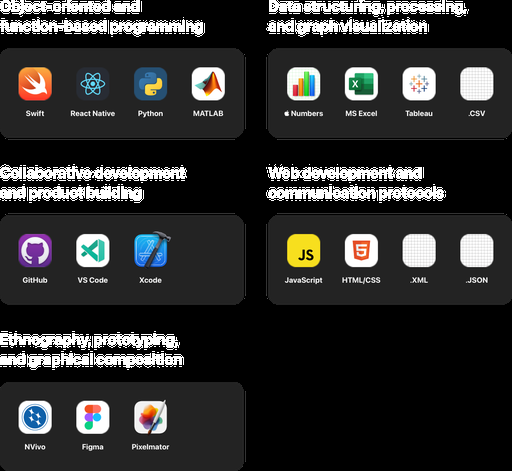 Object-oriented and
function-based programming
Swift
React Native
Python
MATLAB
Data structuring, processing,
and graph visualization
Numbers
MS Excel
Tableau
.CSV
Collaborative development
and product building
GitHub
VS Code
Xcode
Web development and
communication protocols
JS
JavaScript
HTML/CSS
.XML
.JSON
Ethnography, prototyping,
and graphical composition
NVivo
Figma
Pixelmator